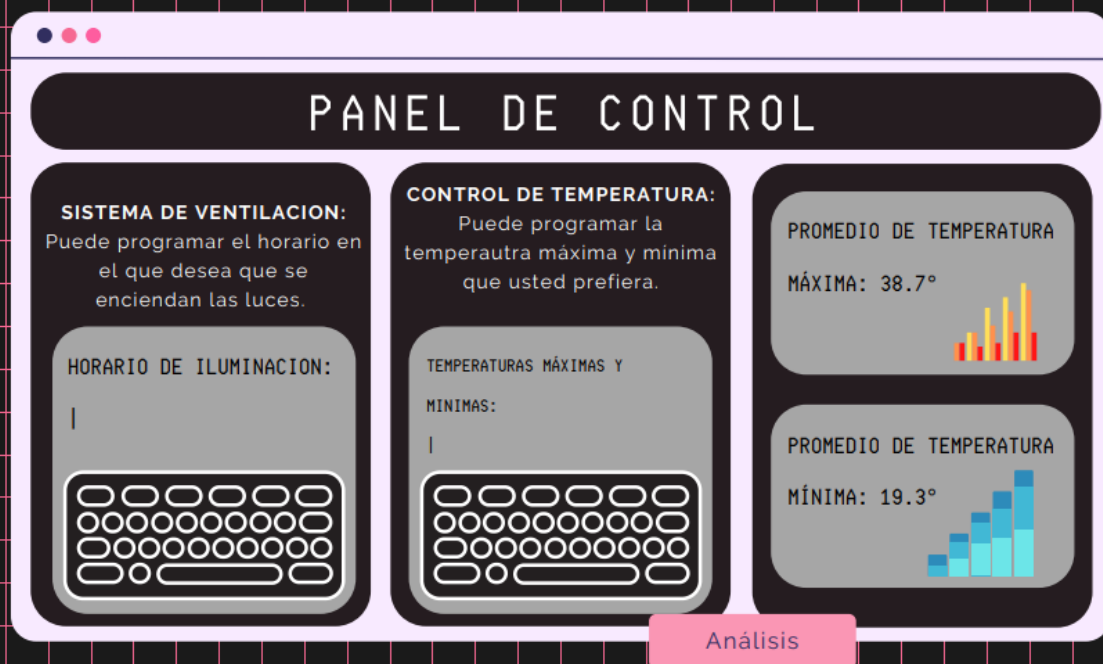 PANEL DE CONTROL
SISTEMA DE VENTILACION:
Puede programar el horario en
el que desea que se
enciendan las luces.
HORARIO DE ILUMINACION:
|
CONTROL DE TEMPERATURA:
Puede programar la
temperautra máxima y mínima
que usted prefiera.
TEMPERATURAS MÁXIMAS Y
MINIMAS:
|
PROMEDIO DE TEMPERATURA
MÁXIMA: 38.7°
PROMEDIO DE TEMPERATURA
MÍNIMA: 19.3°
Análisis